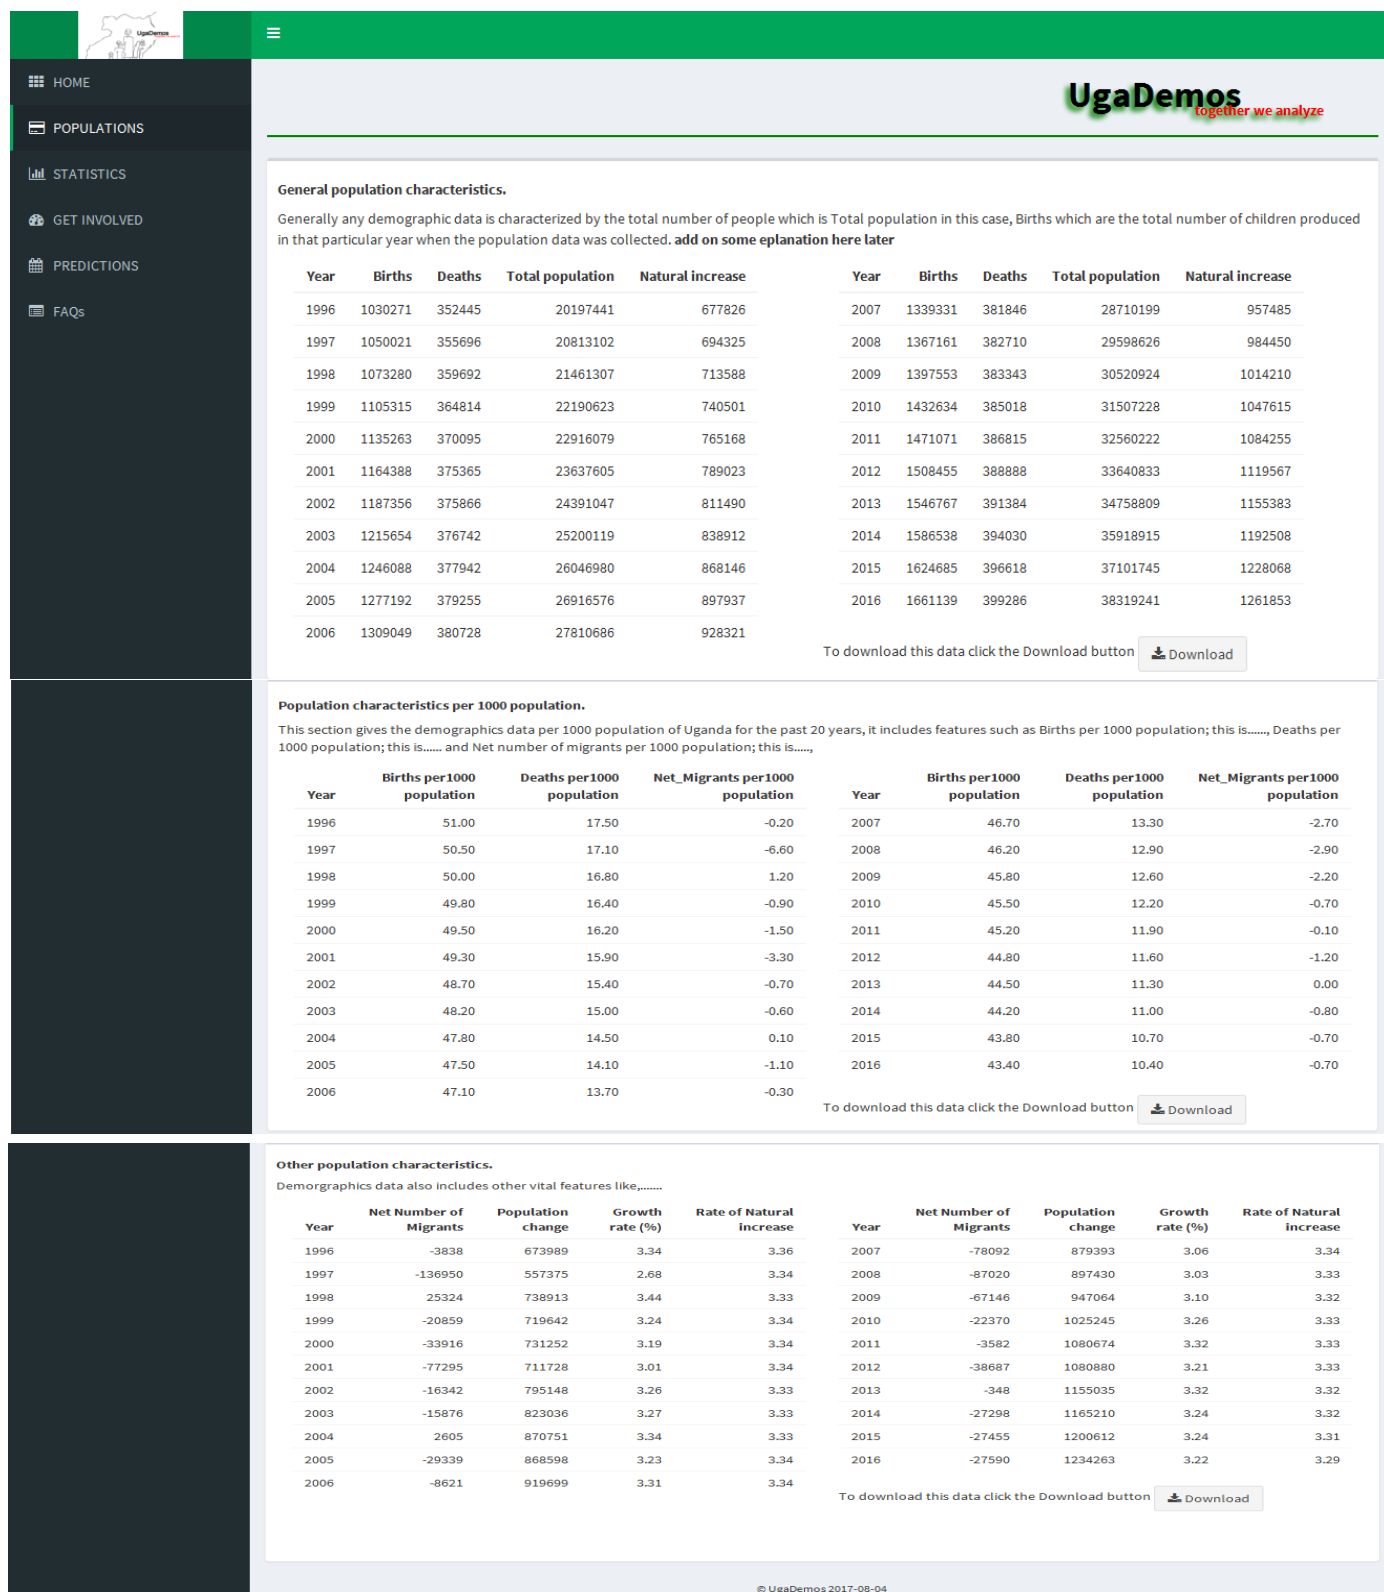 UgaDemos
HOME
POPULATIONS
STATISTICS
GET INVOLVED
PREDICTIONS
FAQs
UgaDemos
together we analyze
General population characteristics.
Generally any demographic data is characterized by the total number of people which is Total population in this case, Births which are the total number of children produced
in that particular year when the population data was collected. add on some eplanation here later
Year Births Deaths Total population Natural increase Year Births Deaths Total population Natural increase
1996 1030271 352445 20197441 677826 2007 1339331 381846 28710199 957485
1997 1050021 355696 20813102 694325 2008 1367161 382710 29598626 984450
1998 1073280 359692 21461307 713588 2009 1397553 383343 30520924 1014210
1999 1105315 364814 22190623 740501 2010 1432634 385018 31507228 1047615
2000 1135263 370095 22916079 765168 2011 1471071 386815 32560222 1084255
2001 1164388 375365 23637605 789023 2012 1508455 388888 33640833 1119567
2002 1187356 375866 24391047 811490 2013 1546767 391384 34758809 1155383
2003 1215654 376742 25200119 838912 2014 1586538 394030 35918915 1192508
2004 1246088 377942 26046980 868146 2015 1624685 396618 37101745 1228068
2005 1277192 379255 26916576 897937 2016 1661139 399286 38319241 1261853
2006 1309049 380728 27810686 928321
To download this data click the Download button Download
Population characteristics per 1000 population.
This section gives the demographics data per 1000 population of Uganda for the past 20 years, it includes features such as Births per 1000 population; this is......, Deaths per
1000 population; this is...... and Net number of migrants per 1000 population; this is.....,
Births per1000 Deaths per1000 Net_Migrants per1000 Births per1000 Deaths per1000 Net_Migrants per1000
Year population population population Year population population population
1996 51.00 17.50 -0.20 2007 46.70 13.30 -2.70
1997 50.50 17.10 -6.60 2008 46.20 12.90 -2.90
1998 50.00 16.80 1.20 2009 45.80 12.60 -2.20
1999 49.80 16.40 -0.90 2010 45.50 12.20 -0.70
2000 49.50 16.20 -1.50 2011 45.20 11.90 -0.10
2001 49.30 15.90 -3.30 2012 44.80 11.60 -1.20
2002 48.70 15.40 -0.70 2013 44.50 11.30 0.00
2003 48.20 15.00 -0.60 2014 44.20 11.00 -0.80
2004 47.80 14.50 0.10 2015 43.80 10.70 -0.70
2005 47.50 14.10 -1.10 2016 43.40 10.40 -0.70
2006 47.10 13.70 -0.30
To download this data click the Download button Download
Other population characteristics.
Demorgraphics data also includes other vital features like,.......
Net Number of Population Growth Rate of Natural Net Number of Population Growth Rate of Natural
Year Migrants change rate (%) increase Year Migrants change rate (%) increase
1996 -3838 673989 3.34 3.36 2007 -78092 879393 3.06 3.34
1997 -136950 557375 2.68 3.34 2008 -87020 897430 3.03 3.33
1998 25324 738913 3.44 3.33 2009 -67146 947064 3.10 3.32
1999 -20859 719642 3.24 3.34 2010 -22370 1025245 3.26 3.33
2000 -33916 731252 3.19 3.34 2011 -3582 1080674 3.32 3.33
2001 -77295 711728 3.01 3.34 2012 -38687 1080880 3.21 3.33
2002 -16342 795148 3.26 3.33 2013 -348 1155035 3.32 3.32
2003 -15876 823036 3.27 3.33 2014 -27298 1165210 3.24 3.32
2004 2605 870751 3.34 3.33 2015 -27455 1200612 3.24 3.31
2005 -29339 868598 3.23 3.34 2016 -27590 1234263 3.22 3.29
2006 -8621 919699 3.31 3.34
To download this data click the Download button Download
© UgaDemos 2017-08-04